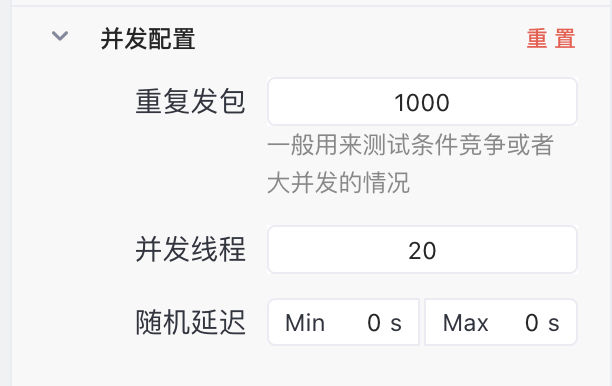 并发配置 重置
重复发包 1000
一般用来测试条件竞争或者
大并发的情况
并发线程 20
随机延迟 Min 0 s Max 0 s